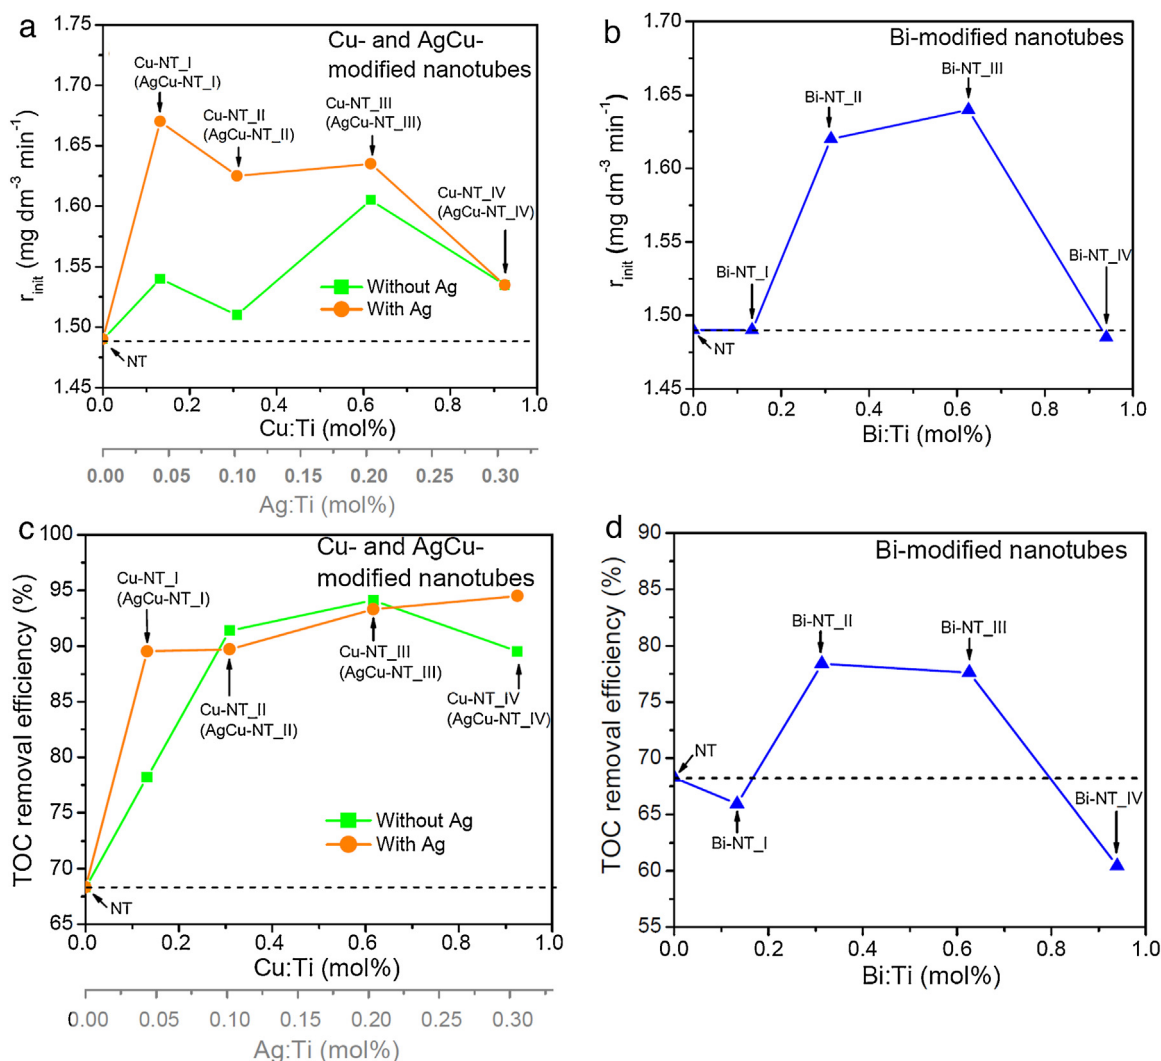 a
Cu- and AgCu-
modified nanotubes
r_init (mg dm⁻³ min⁻¹)
1.75
1.70
1.65
1.60
1.55
1.50
1.45
Cu-NT_I
(AgCu-NT_I)
Cu-NT_II
(AgCu-NT_II)
Cu-NT_III
(AgCu-NT_III)
Cu-NT_IV
(AgCu-NT_IV)
Without Ag
With Ag
NT
0.0 0.2 0.4 0.6 0.8 1.0
Cu:Ti (mol%)
0.00 0.05 0.10 0.15 0.20 0.25 0.30
Ag:Ti (mol%)
b
Bi-modified nanotubes
r_init (mg dm⁻³ min⁻¹)
1.70
1.65
1.60
1.55
1.50
1.45
Bi-NT_I
Bi-NT_II
Bi-NT_III
Bi-NT_IV
NT
0.0 0.2 0.4 0.6 0.8 1.0
Bi:Ti (mol%)
c
Cu- and AgCu-
modified nanotubes
TOC removal efficiency (%)
100
95
90
85
80
75
70
65
Cu-NT_I
(AgCu-NT_I)
Cu-NT_II
(AgCu-NT_II)
Cu-NT_III
(AgCu-NT_III)
Cu-NT_IV
(AgCu-NT_IV)
Without Ag
With Ag
NT
0.0 0.2 0.4 0.6 0.8 1.0
Cu:Ti (mol%)
0.00 0.05 0.10 0.15 0.20 0.25 0.30
Ag:Ti (mol%)
d
Bi-modified nanotubes
TOC removal efficiency (%)
90
85
80
75
70
65
60
55
Bi-NT_II
Bi-NT_III
NT
Bi-NT_I
Bi-NT_IV
0.0 0.2 0.4 0.6 0.8 1.0
Bi:Ti (mol%)